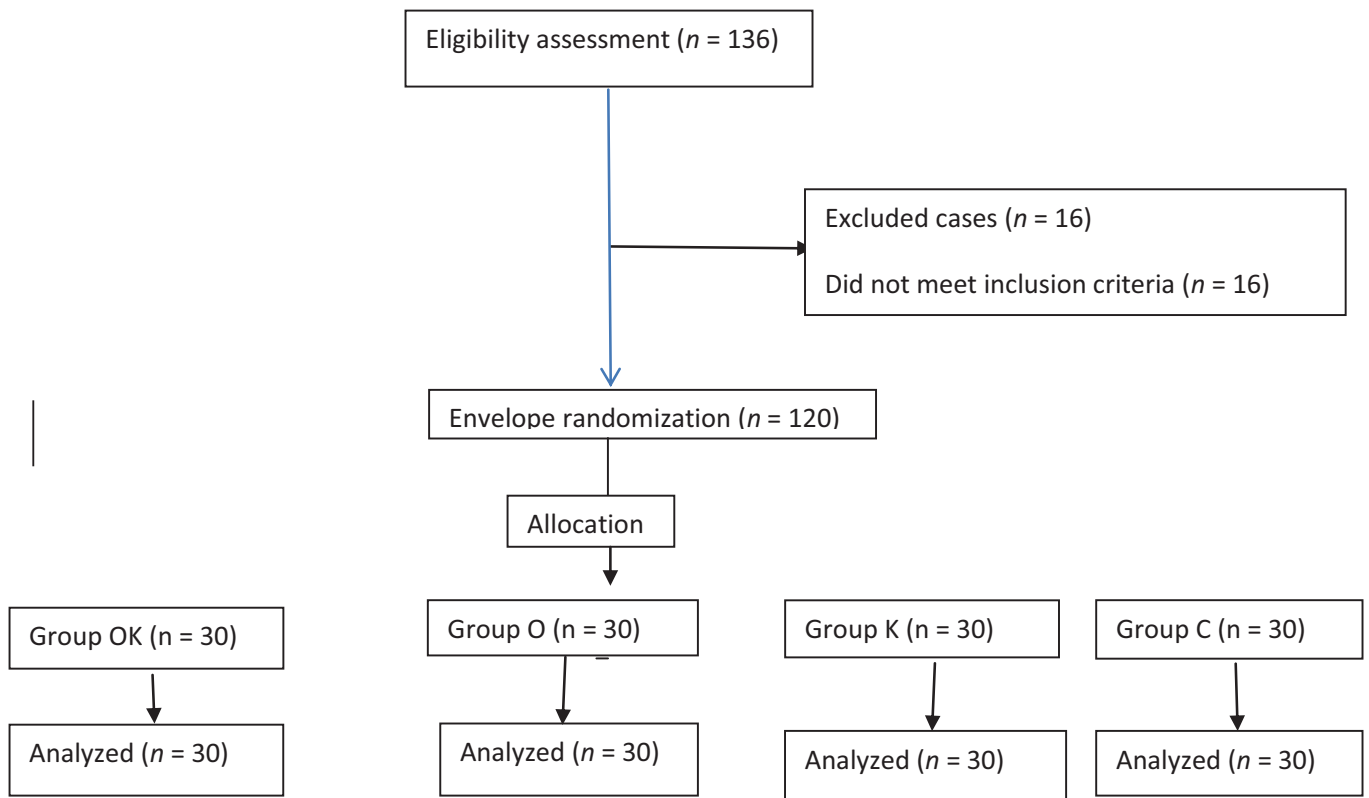 Eligibility assessment (n = 136)
Excluded cases (n = 16)
Did not meet inclusion criteria (n = 16)
Envelope randomization (n = 120)
Allocation
Group OK (n = 30)
Group O (n = 30)
Group K (n = 30)
Group C (n = 30)
Analyzed (n = 30)
Analyzed (n = 30)
Analyzed (n = 30)
Analyzed (n = 30)